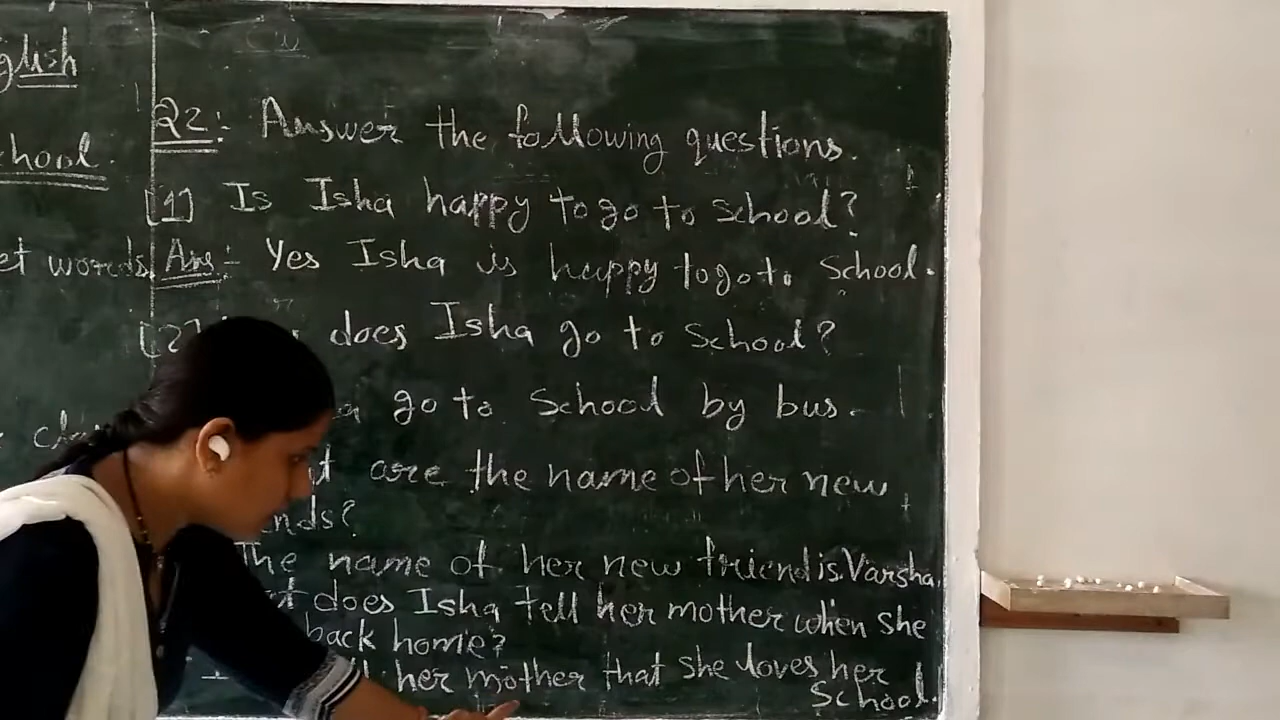 glish
chool.
et words
Q2:- Answer the following questions.
[1] Is Isha happy to go to School?
Ans:- Yes Isha is happy to go to School.
[2] does Isha go to School?
go to School by bus.
are the name of her new
nds?
The name of her new friend is Varsha.
does Isha tell her mother when she
back home?
her mother that she loves her
School.